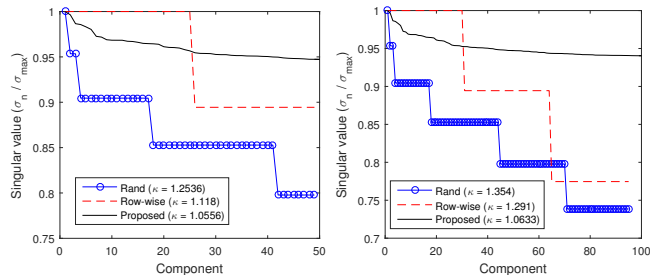 1
0.95
0.9
0.85
0.8
0.75
Singular value (σn / σmax)
Rand (κ = 1.2536)
Row-wise (κ = 1.118)
Proposed (κ = 1.0556)
0 10 20 30 40 50
Component
1
0.95
0.9
0.85
0.8
0.75
0.7
Singular value (σn / σmax)
Rand (κ = 1.354)
Row-wise (κ = 1.291)
Proposed (κ = 1.0633)
0 20 40 60 80 100
Component